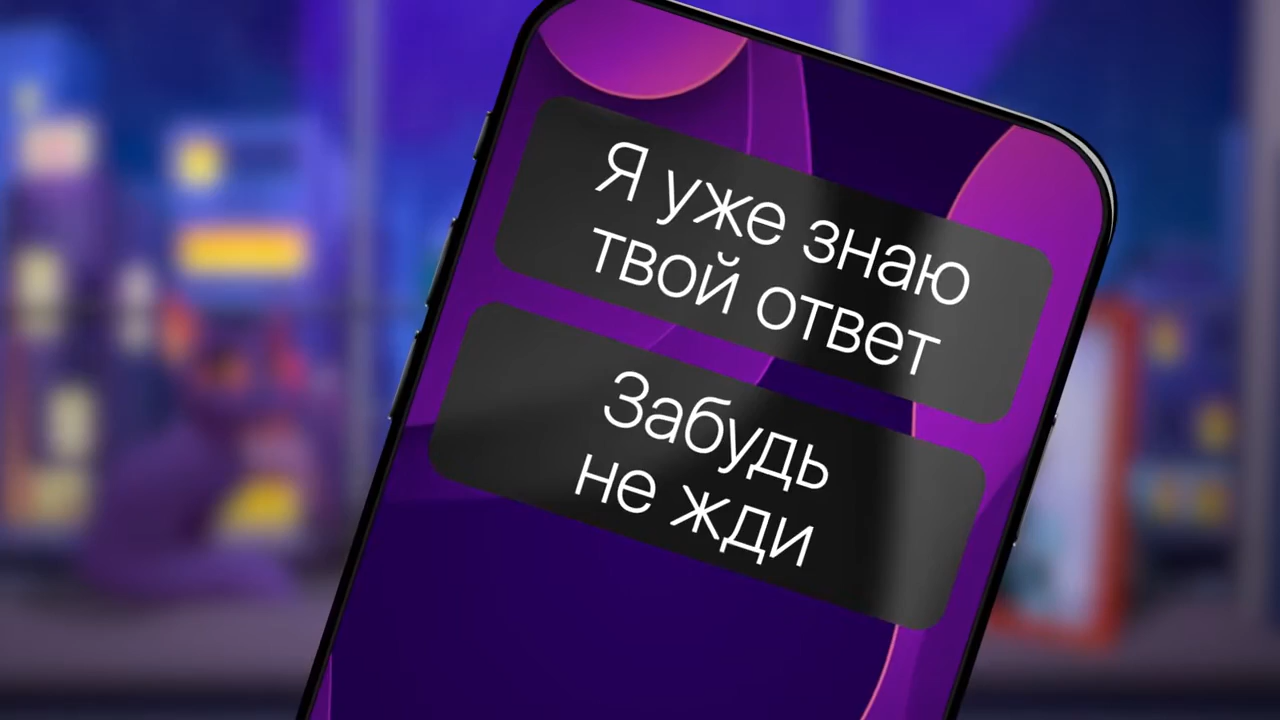 Я уже знаю
твой ответ
Забудь
не жди